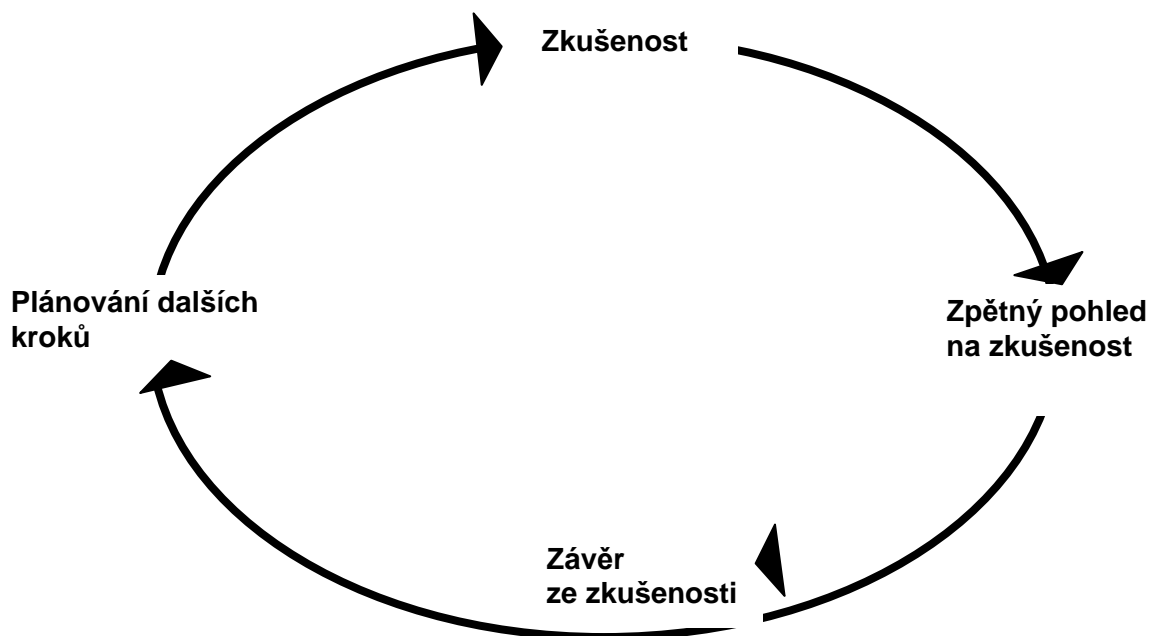 Zkušenost
Plánování dalších
kroků
Zpětný pohled
na zkušenost
Závěr
ze zkušenosti